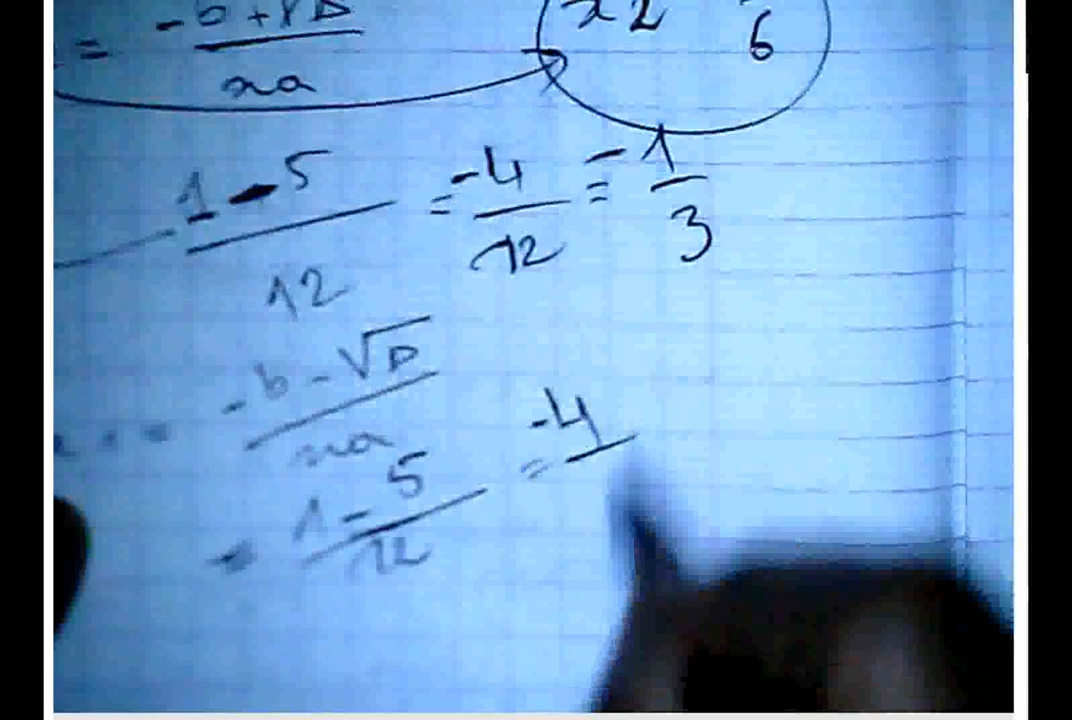 = -b+√Δ / 2a
x2 6
1-5 / 12 = -4 / 12 = -1 / 3
= -b-√Δ / 2a
= 1-5 / 12 = -4